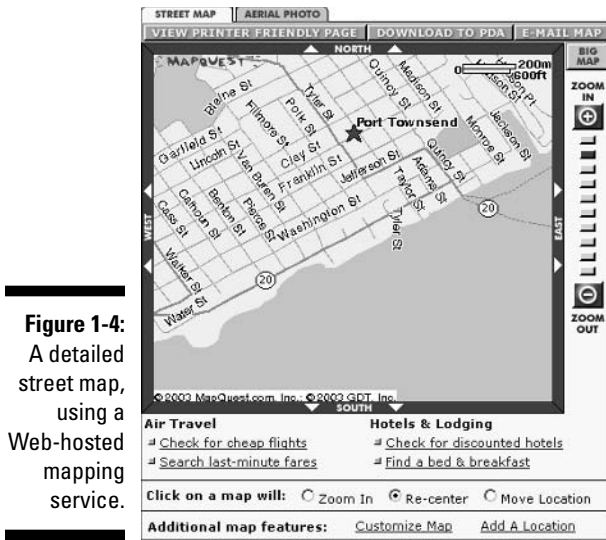 STREET MAP
AERIAL PHOTO
VIEW PRINTER FRIENDLY PAGE
DOWNLOAD TO PDA
E-MAIL MAP
NORTH
BIG
MAP
MAPQUEST
200m
600ft
0
ZOOM
IN
Blaine St
Tyler St
Quincy St
Madison St
Garfield St
Fillmore St
Polk St
Port Townsend
Monroe St
Jackson St
Lincoln St
Clay St
Franklin St
Jefferson St
Quincy St
Van Buren St
Adams St
Taylor St
Cass St
Calhoun St
Benton St
Pierce St
Washington St
Tyler St
20
WEST
EAST
Walker St
20
Water St
ZOOM
OUT
©2003 MapQuest.com, Inc.; ©2003 GDT, Inc.
SOUTH
Figure 1-4:
A detailed
street map,
using a
Web-hosted
mapping
service.
Air Travel
Hotels & Lodging
Check for cheap flights
Check for discounted hotels
Search last-minute fares
Find a bed & breakfast
Click on a map will: Zoom In Re-center Move Location
Additional map features: Customize Map Add A Location